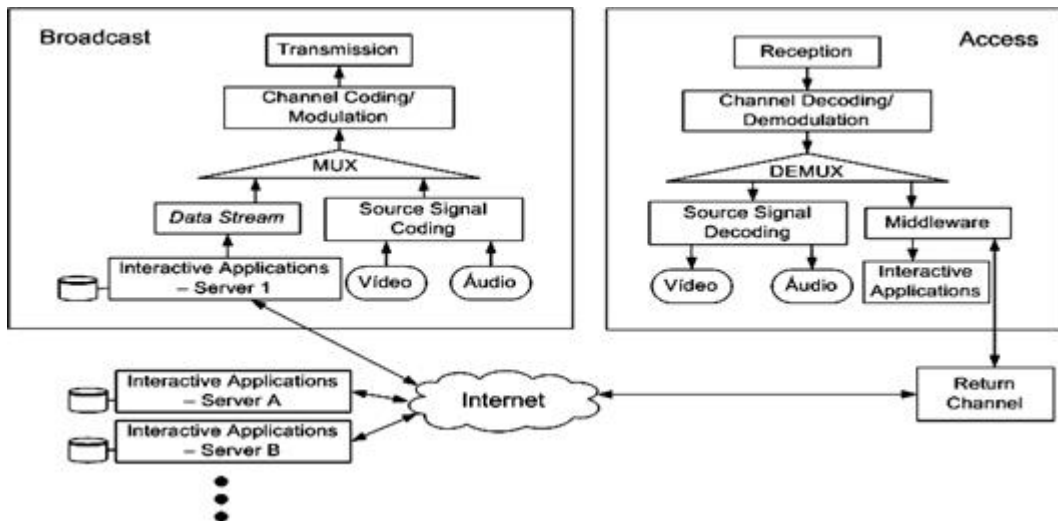 Broadcast
Transmission
Channel Coding/
Modulation
MUX
Data Stream
Source Signal
Coding
Interactive Applications
– Server 1
Vídeo
Áudio
Access
Reception
Channel Decoding/
Demodulation
DEMUX
Source Signal
Decoding
Middleware
Vídeo
Áudio
Interactive
Applications
Interactive Applications
– Server A
Interactive Applications
– Server B
Internet
Return
Channel